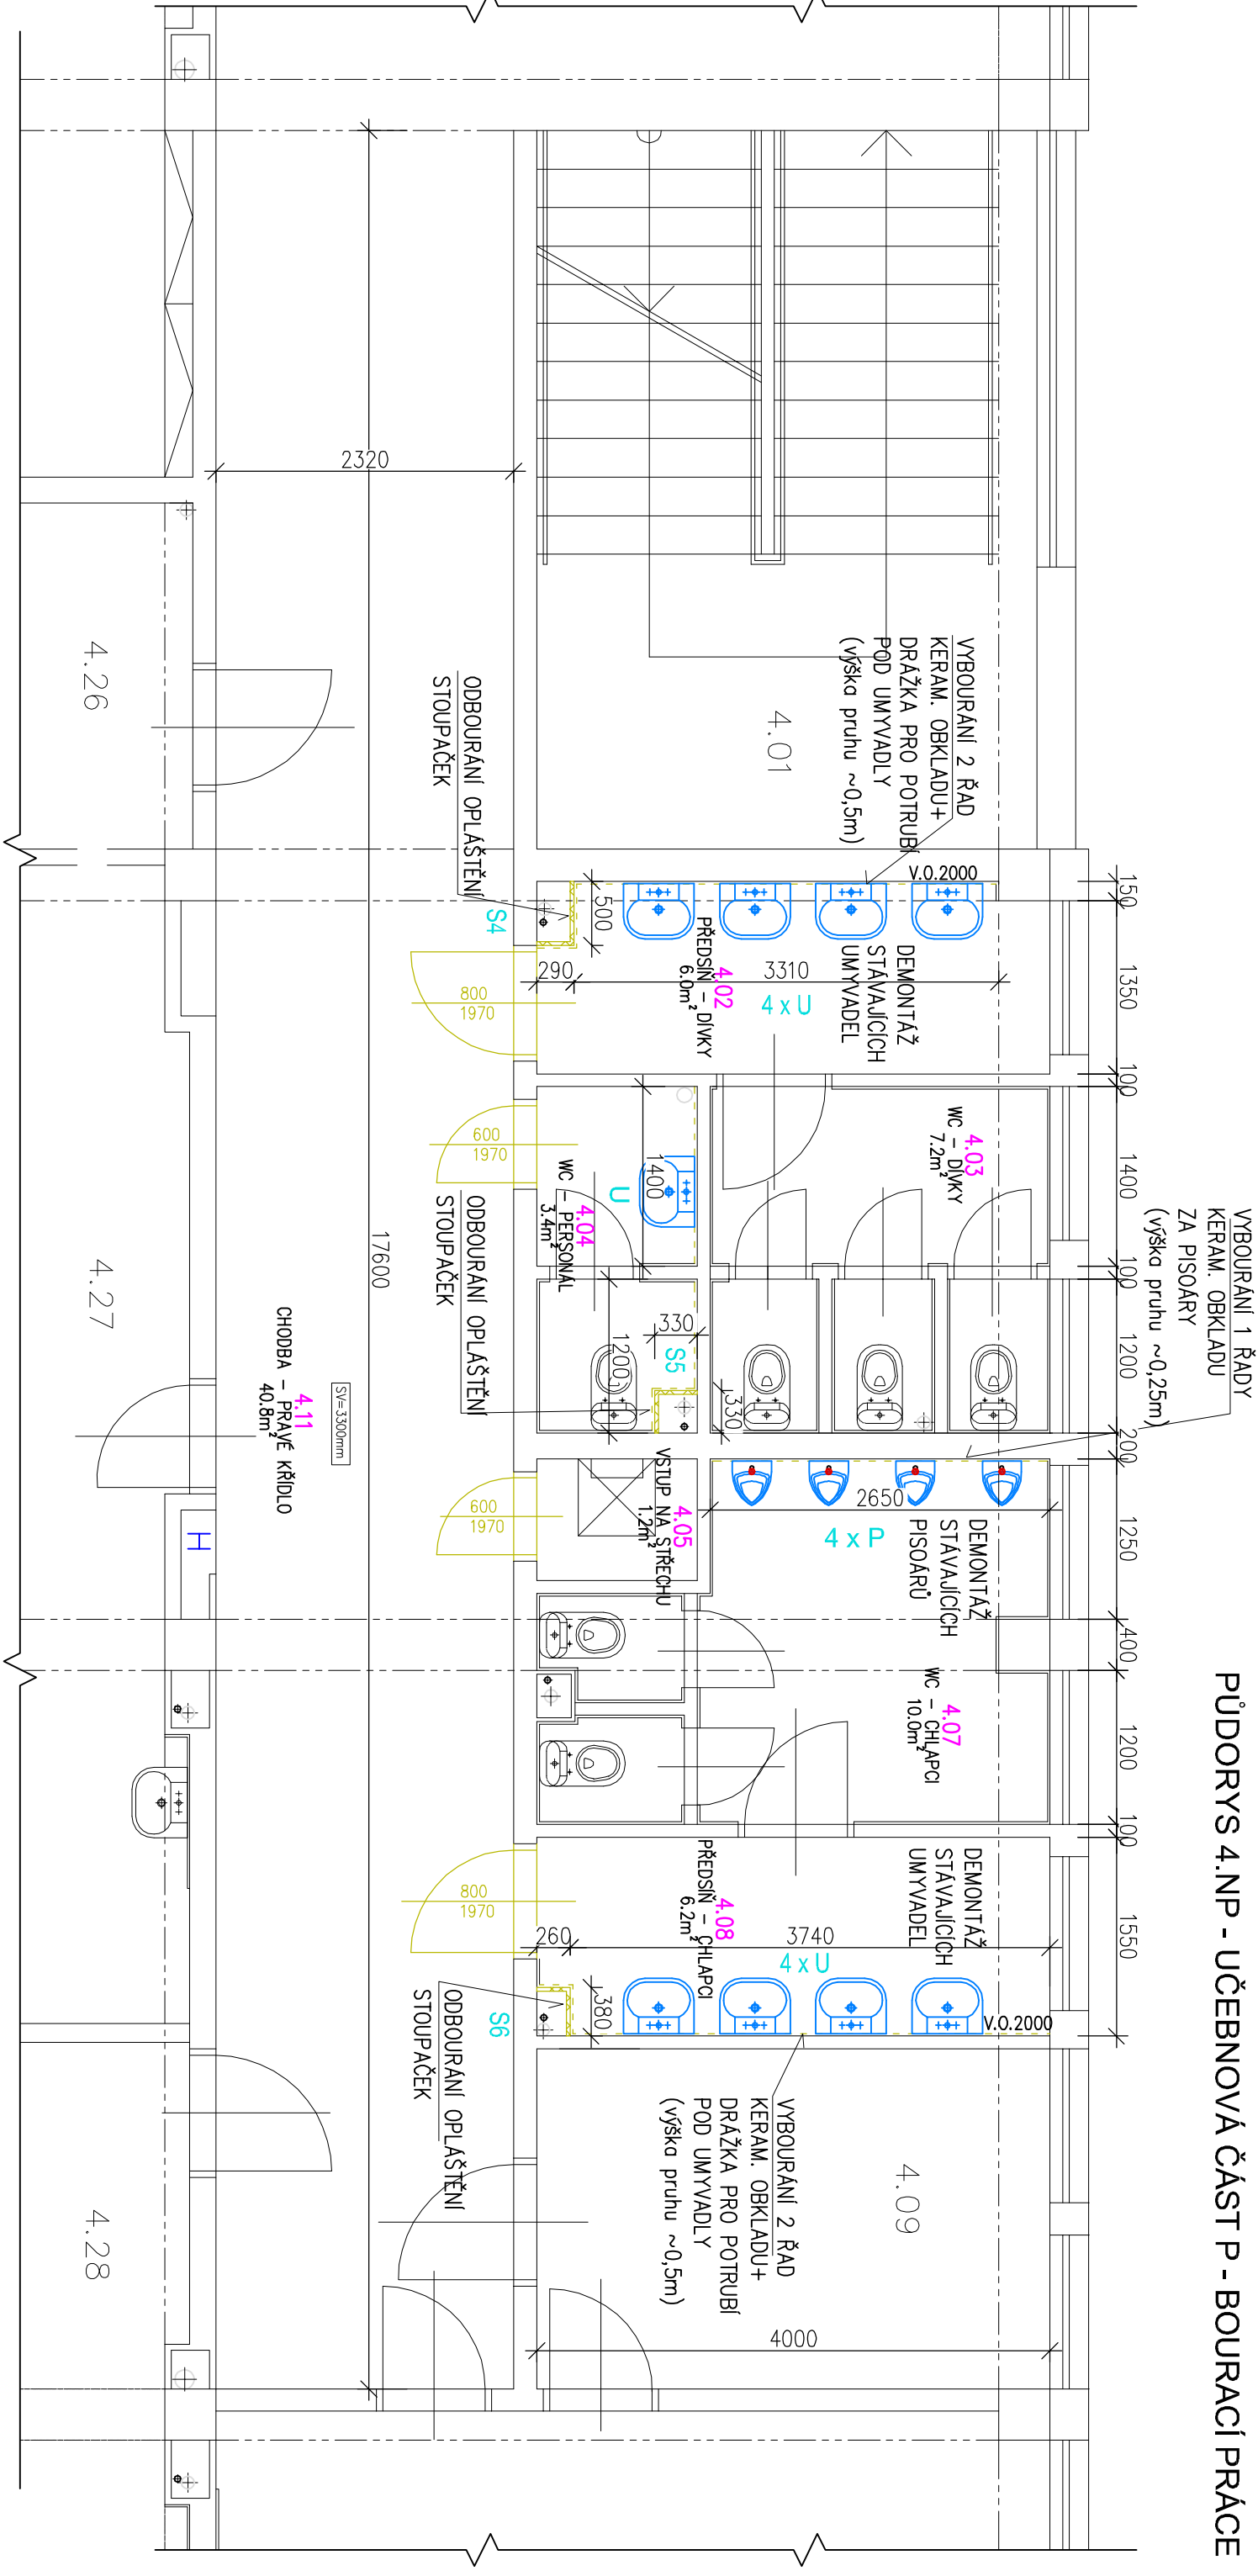 PŮDORYS 4.NP - UČEBNOVÁ ČÁST P - BOURACÍ PRÁCE
VYBOURÁNÍ 1 ŘADY
KERAM. OBKLADU
ZA PISOÁRY
(výška pruhu ~0,25m)
150
1350
100
1400
100
1200
200
1250
400
1200
100
1550
VYBOURÁNÍ 2 ŘAD
KERAM. OBKLADU+
DRÁŽKA PRO POTRUBÍ
POD UMYVADLY
(výška pruhu ~0,5m)
4.01
V.O.2000
DEMONTÁŽ
STÁVAJÍCÍCH
UMYVADEL
3310
4 x U
4.02
PŘEDSÍŇ - DÍVKY
6.0m²
500
290
S4
800
1970
ODBOURÁNÍ OPLÁŠTĚNÍ
STOUPAČEK
4.03
WC - DÍVKY
7.2m²
1400
U
4.04
WC - PERSONÁL
3.4m²
600
1970
1200
330
S5
330
ODBOURÁNÍ OPLÁŠTĚNÍ
STOUPAČEK
2650
4 x P
DEMONTÁŽ
STÁVAJÍCÍCH
PISOÁRŮ
4.05
VSTUP NA STŘECHU
1.2m²
600
1970
4.07
WC - CHLAPCI
10.0m²
DEMONTÁŽ
STÁVAJÍCÍCH
UMYVADEL
3740
4 x U
4.08
PŘEDSÍŇ - CHLAPCI
6.2m²
V.O.2000
260
380
S6
800
1970
ODBOURÁNÍ OPLÁŠTĚNÍ
STOUPAČEK
VYBOURÁNÍ 2 ŘAD
KERAM. OBKLADU+
DRÁŽKA PRO POTRUBÍ
POD UMYVADLY
(výška pruhu ~0,5m)
4.09
4000
2320
17600
SV=3300mm
4.11
CHODBA - PRAVÉ KŘÍDLO
40.8m²
H
4.26
4.27
4.28